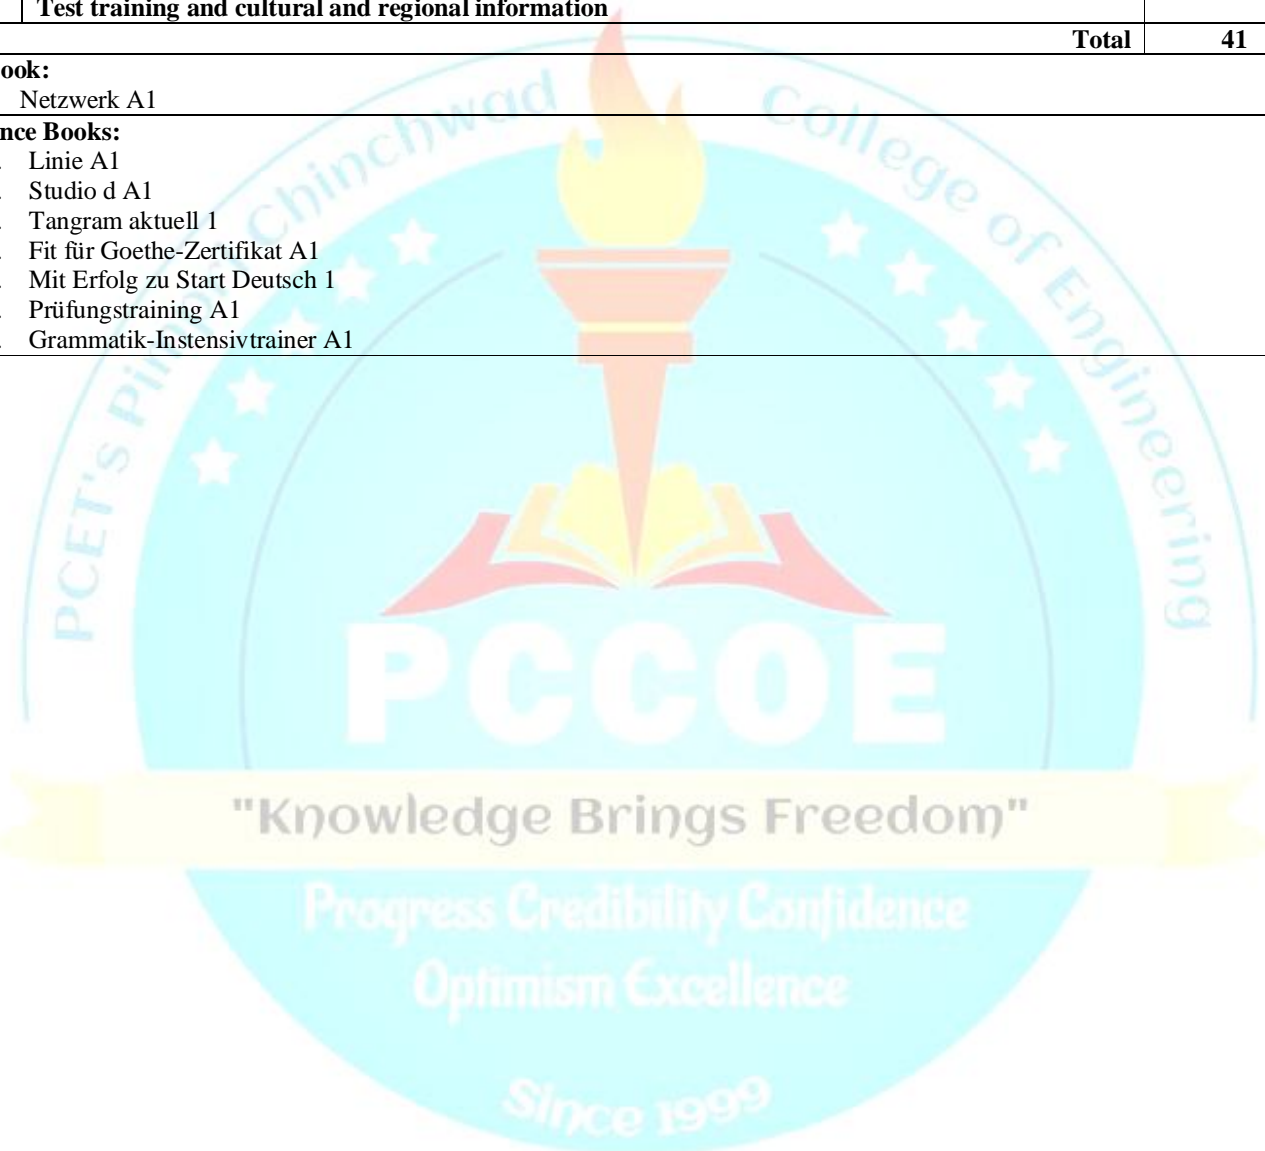 Test training and cultural and regional information
Total 41
ook:
Netzwerk A1
nce Books:
. Linie A1
. Studio d A1
. Tangram aktuell 1
. Fit für Goethe-Zertifikat A1
. Mit Erfolg zu Start Deutsch 1
. Prüfungstraining A1
. Grammatik-Instensivtrainer A1
PCET's Pimpri Chinchwad College of Engineering
PCCOE
"Knowledge Brings Freedom"
Progress Credibility Confidence
Optimism Excellence
Since 1999